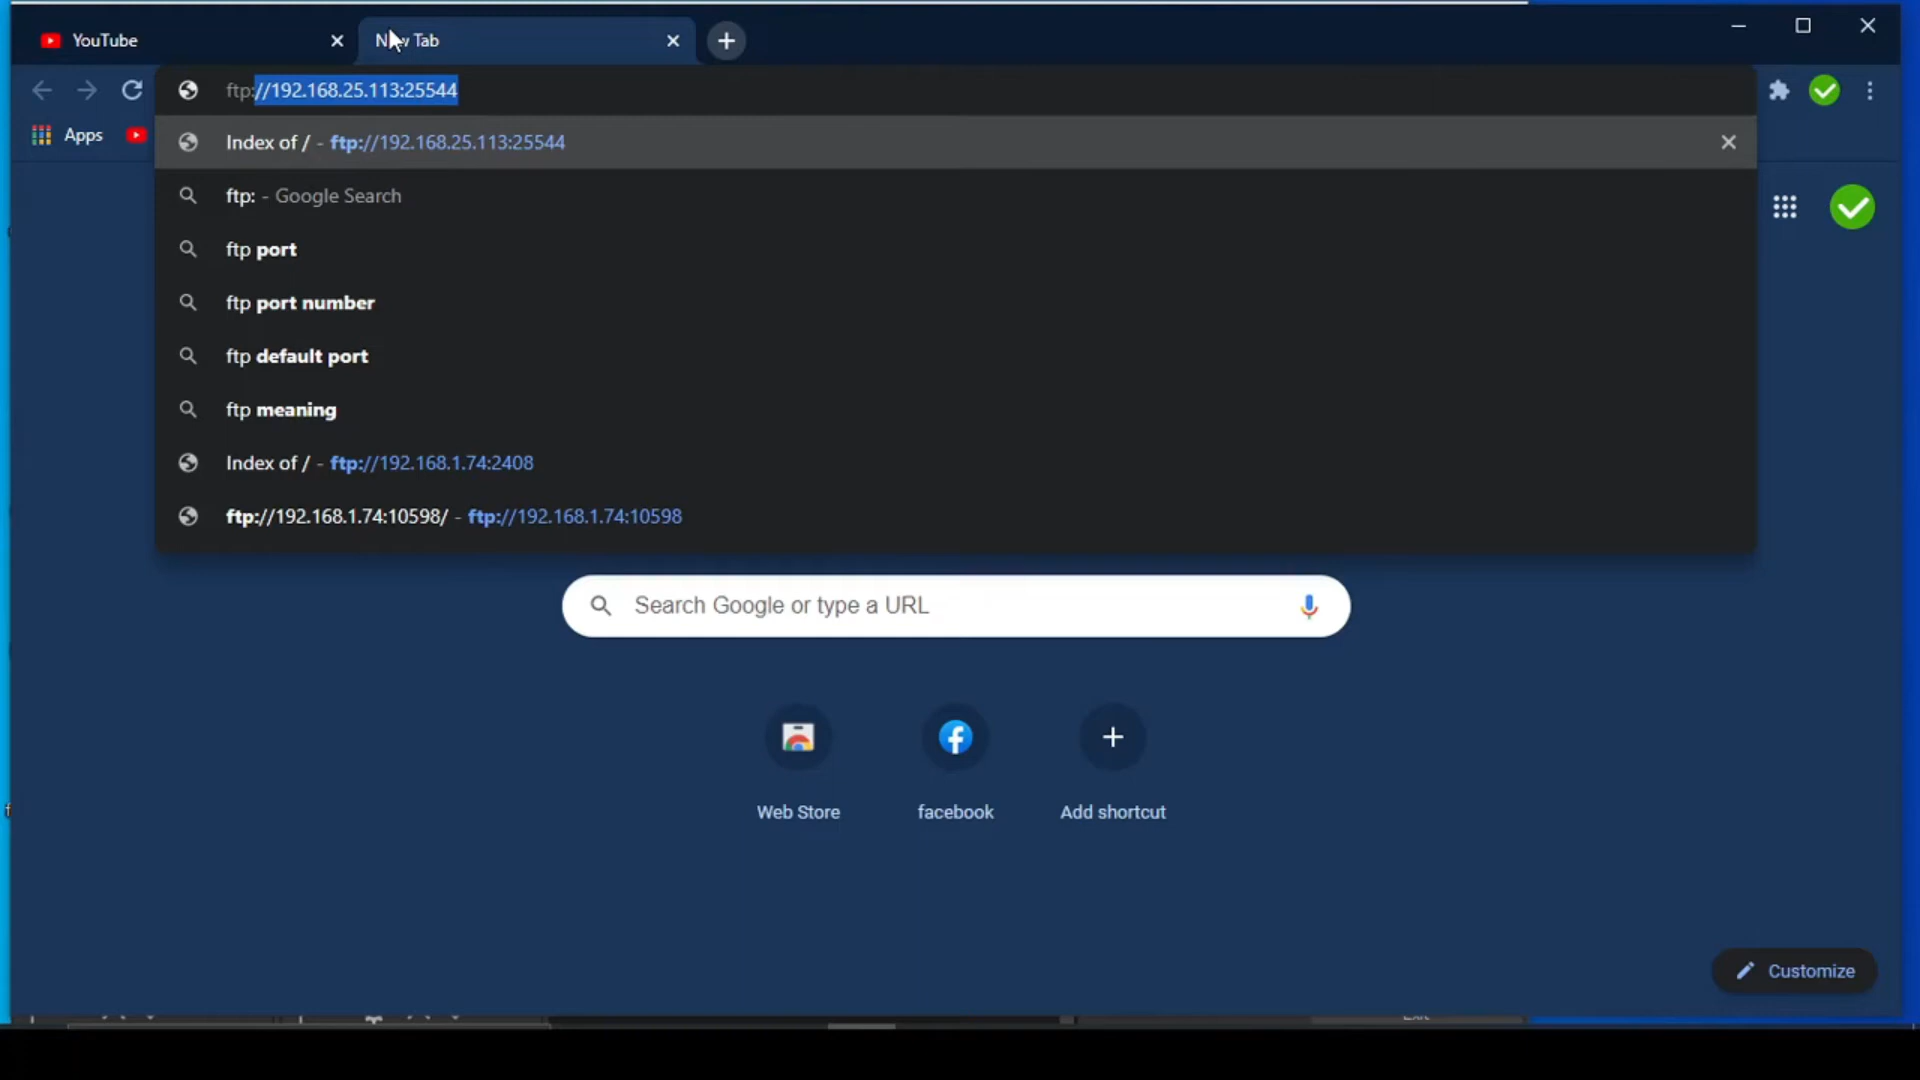 YouTube
New Tab
ftp://192.168.25.113:25544
Apps
Index of / - ftp://192.168.25.113:25544
ftp: - Google Search
ftp port
ftp port number
ftp default port
ftp meaning
Index of / - ftp://192.168.1.74:2408
ftp://192.168.1.74:10598/ - ftp://192.168.1.74:10598
Search Google or type a URL
Web Store
facebook
Add shortcut
Customize